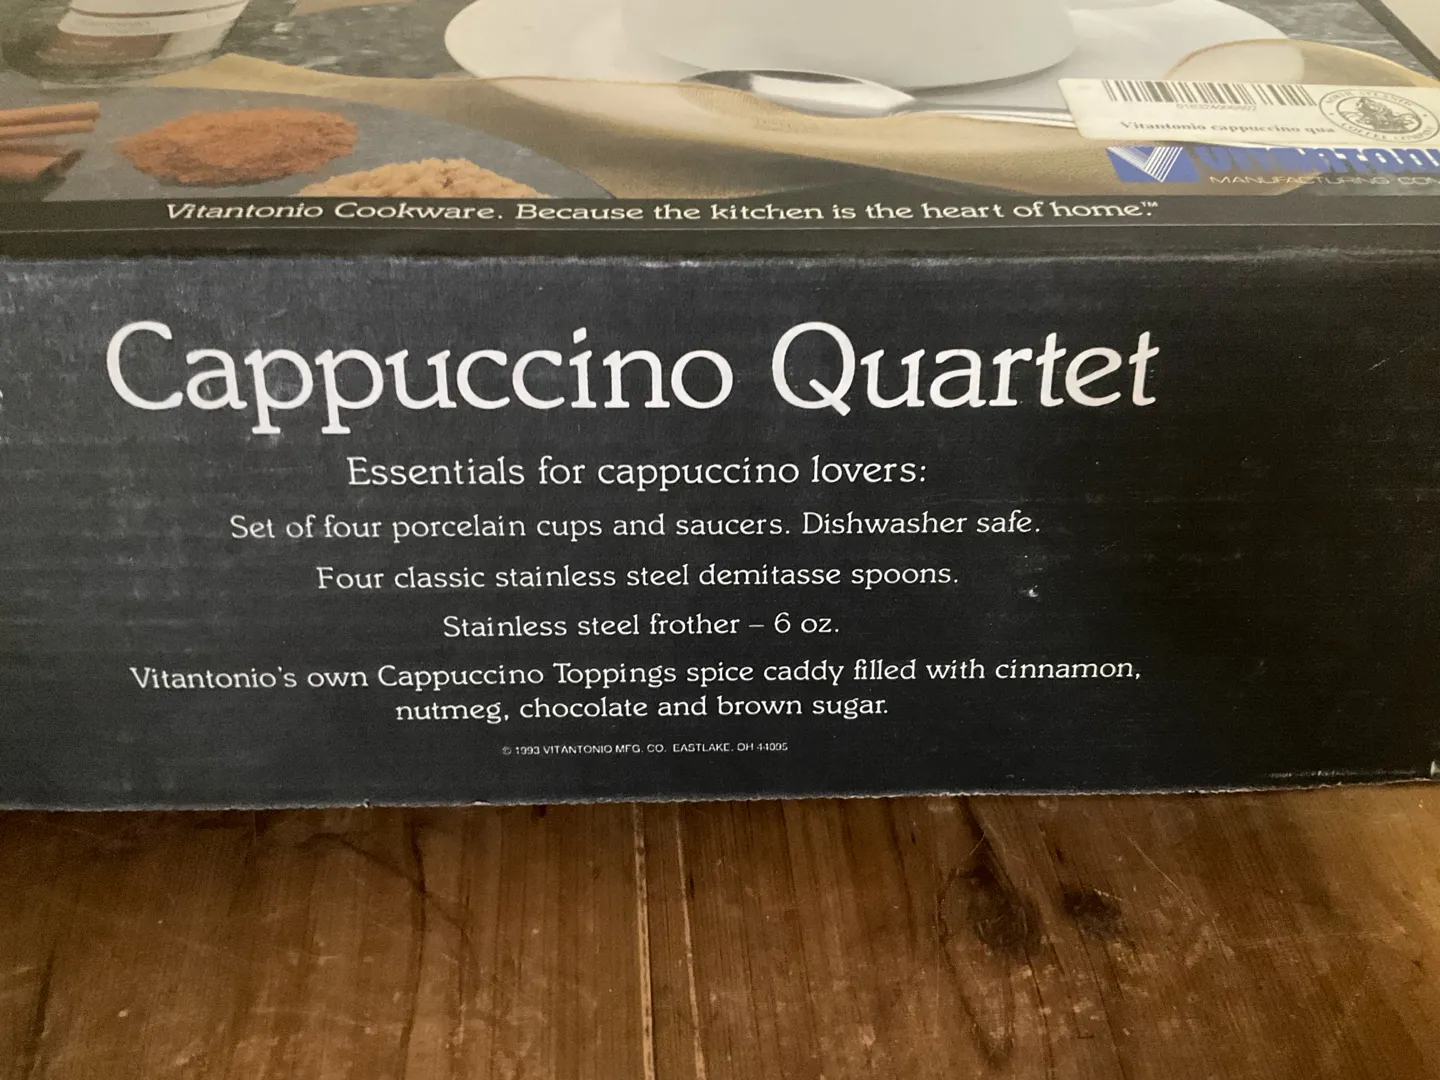 Vitantonio cappuccino qua
VITANTONI
MANUFACTURING CO
Vitantonio Cookware. Because the kitchen is the heart of home.™
Cappuccino Quartet
Essentials for cappuccino lovers:
Set of four porcelain cups and saucers. Dishwasher safe.
Four classic stainless steel demitasse spoons.
Stainless steel frother – 6 oz.
Vitantonio's own Cappuccino Toppings spice caddy filled with cinnamon,
nutmeg, chocolate and brown sugar.
© 1993 VITANTONIO MFG. CO. EASTLAKE, OH 44095